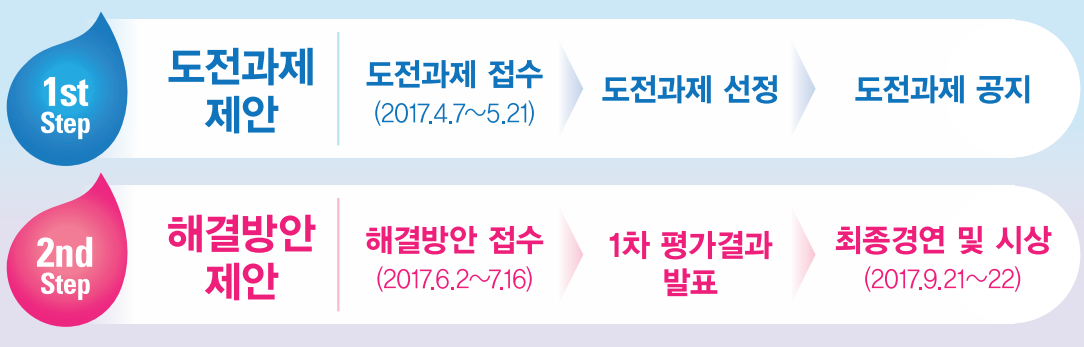 1st
Step
도전과제
제안
도전과제 접수
(2017.4.7~5.21)
도전과제 선정
도전과제 공지
2nd
Step
해결방안
제안
해결방안 접수
(2017.6.2~7.16)
1차 평가결과
발표
최종경연 및 시상
(2017.9.21~22)